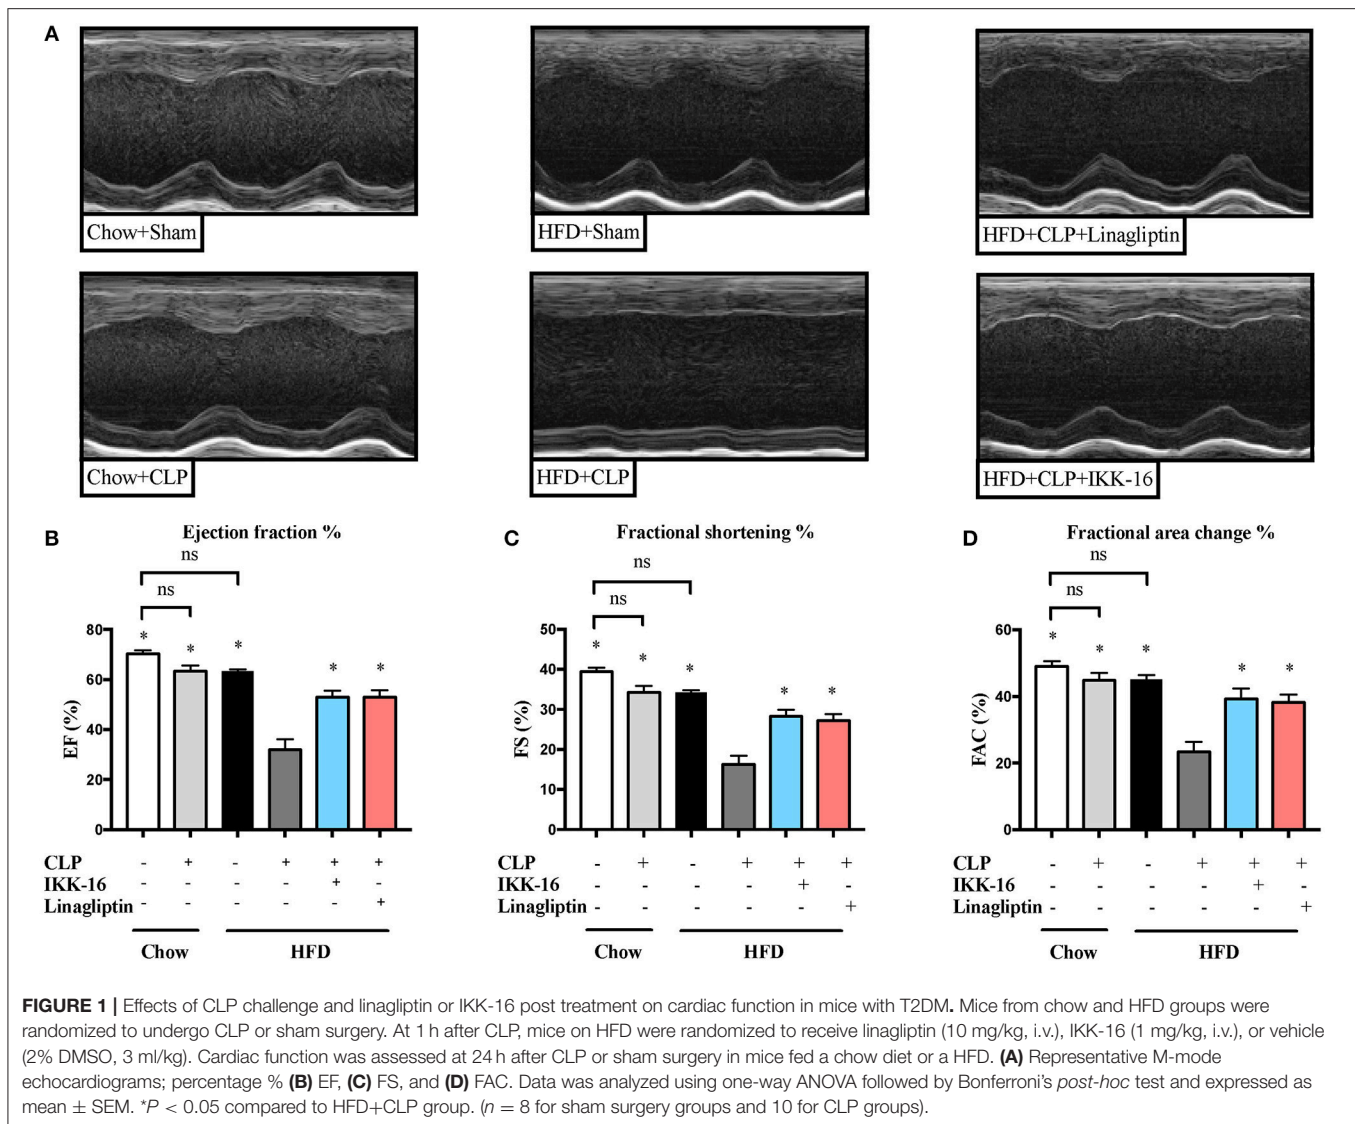 A
Chow+Sham
HFD+Sham
HFD+CLP+Linagliptin
Chow+CLP
HFD+CLP
HFD+CLP+IKK-16
B
Ejection fraction %
ns
ns
EF (%)
80
60
40
20
0
* * * * *
CLP - + - + + +
IKK-16 - - - - + -
Linagliptin - - - - - +
Chow HFD
C
Fractional shortening %
ns
ns
FS (%)
50
40
30
20
10
0
* * * * *
CLP - + - + + +
IKK-16 - - - - + -
Linagliptin - - - - - +
Chow HFD
D
Fractional area change %
ns
ns
FAC (%)
60
40
20
0
* * * * *
CLP - + - + + +
IKK-16 - - - - + -
Linagliptin - - - - - +
Chow HFD
FIGURE 1 | Effects of CLP challenge and linagliptin or IKK-16 post treatment on cardiac function in mice with T2DM. Mice from chow and HFD groups were
randomized to undergo CLP or sham surgery. At 1 h after CLP, mice on HFD were randomized to receive linagliptin (10 mg/kg, i.v.), IKK-16 (1 mg/kg, i.v.), or vehicle
(2% DMSO, 3 ml/kg). Cardiac function was assessed at 24 h after CLP or sham surgery in mice fed a chow diet or a HFD. (A) Representative M-mode
echocardiograms; percentage % (B) EF, (C) FS, and (D) FAC. Data was analyzed using one-way ANOVA followed by Bonferroni's post-hoc test and expressed as
mean ± SEM. *P < 0.05 compared to HFD+CLP group. (n = 8 for sham surgery groups and 10 for CLP groups).